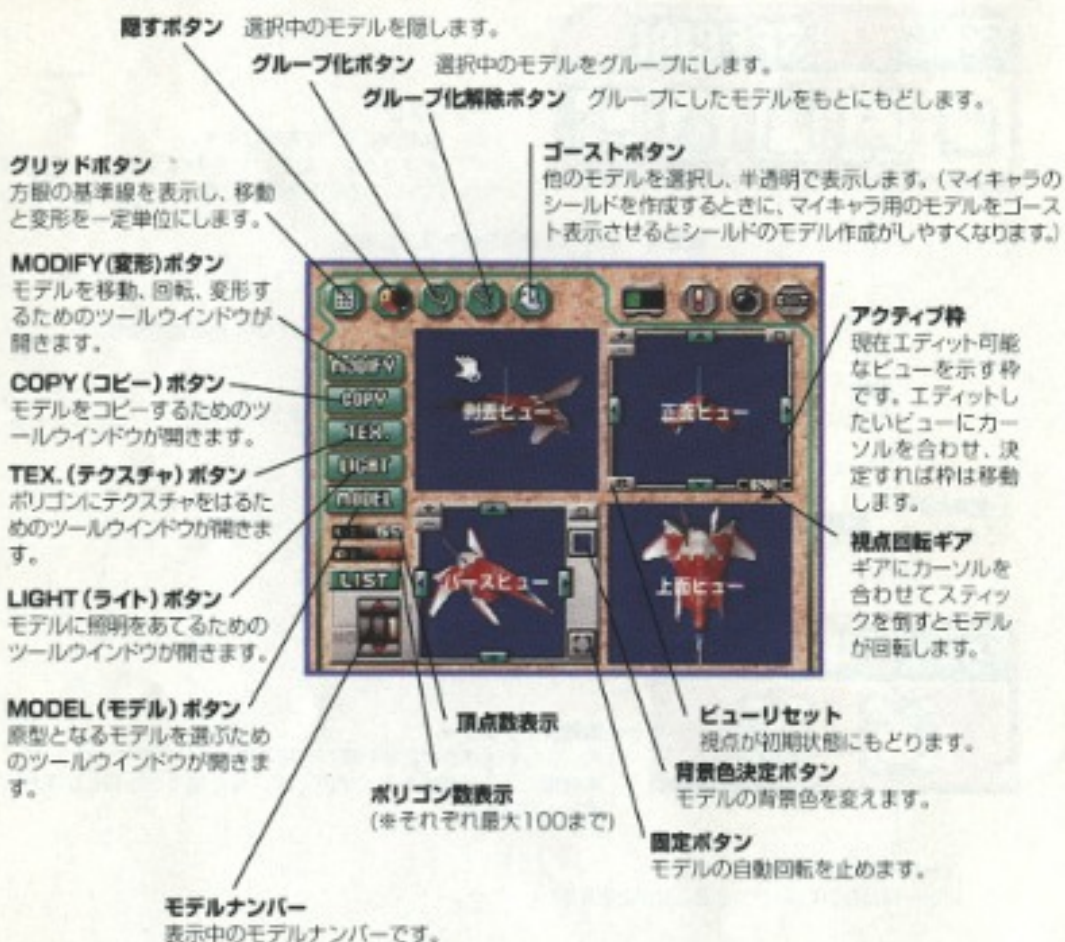 隠すボタン 選択中のモデルを隠します。
グループ化ボタン 選択中のモデルをグループにします。
グループ化解除ボタン グループにしたモデルをもとにもどします。
グリッドボタン
方眼の基準線を表示し、移動
と変形を一定単位にします。
ゴーストボタン
他のモデルを選択し、半透明で表示します。(マイキャラの
シールドを作成するときに、マイキャラ用のモデルをゴース
ト表示させるとシールドのモデル作成がしやすくなります。)
MODIFY(変形)ボタン
モデルを移動、回転、変形す
るためのツールウインドウが
開きます。
COPY(コピー)ボタン
モデルをコピーするためのツ
ールウインドウが開きます。
TEX.(テクスチャ)ボタン
ポリゴンにテクスチャをはるた
めのツールウインドウが開きま
す。
LIGHT(ライト)ボタン
モデルに照明をあてるための
ツールウインドウが開きます。
MODEL(モデル)ボタン
原型となるモデルを選ぶため
のツールウインドウが開きま
す。
MODIFY
COPY
TEX.
LIGHT
MODEL
65
LIST
NO
側面ビュー
正面ビュー
パースビュー
上面ビュー
アクティブ枠
現在エディット可能
なビューを示す枠
です。エディットし
たいビューにカー
ソルを合わせ、決
定すれば枠は移動
します。
視点回転ギア
ギアにカーソルを
合わせてスティッ
クを倒すとモデル
が回転します。
頂点数表示
ポリゴン数表示
(※それぞれ最大100まで)
ビューリセット
視点が初期状態にもどります。
背景色決定ボタン
モデルの背景色を変えます。
固定ボタン
モデルの自動回転を止めます。
モデルナンバー
表示中のモデルナンバーです。